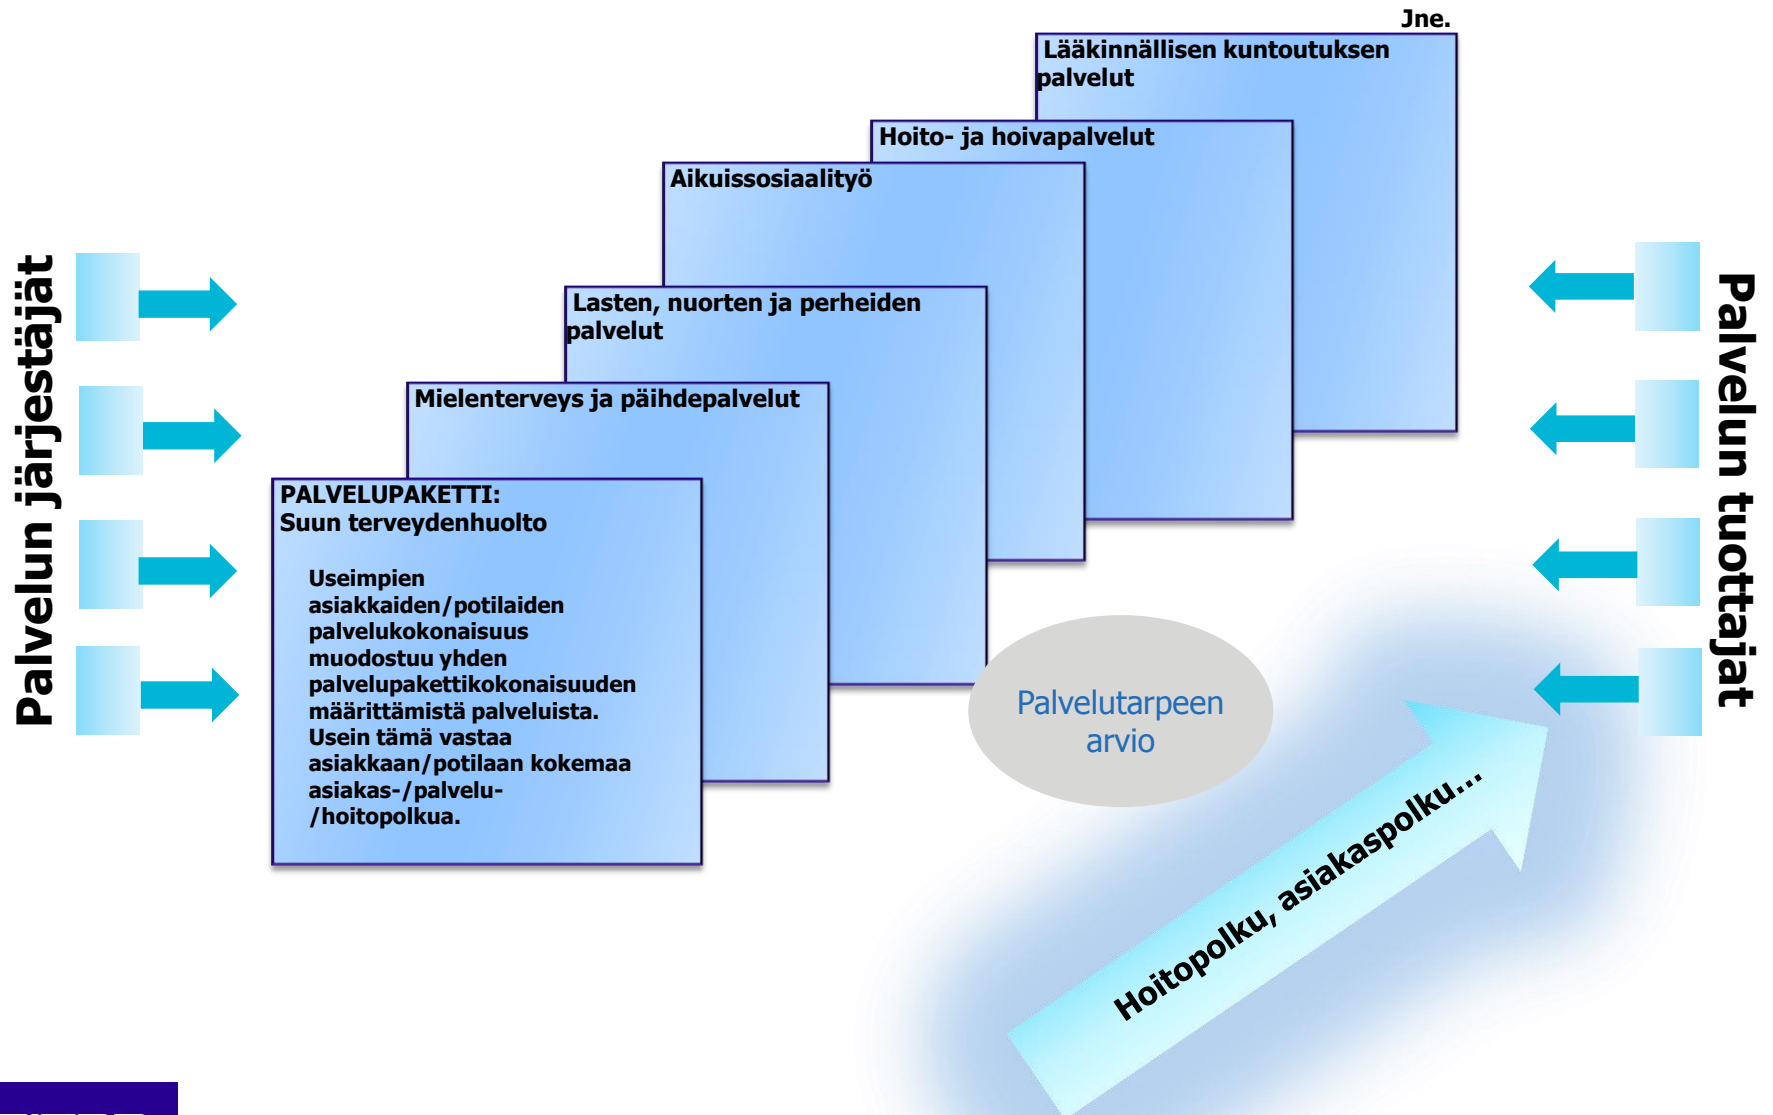 Jne.
Lääkinnällisen kuntoutuksen
palvelut
Hoito- ja hoivapalvelut
Aikuissosiaalityö
Lasten, nuorten ja perheiden
palvelut
Mielenterveys ja päihdepalvelut
PALVELUPAKETTI:
Suun terveydenhuolto
Useimpien
asiakkaiden/potilaiden
palvelukokonaisuus
muodostuu yhden
palvelupakettikokonaisuuden
määrittämistä palveluista.
Usein tämä vastaa
asiakkaan/potilaan kokemaa
asiakas-/palvelu-
/hoitopolkua.
Palvelun järjestäjät
Palvelun tuottajat
Palvelutarpeen
arvio
Hoitopolku, asiakaspolku...